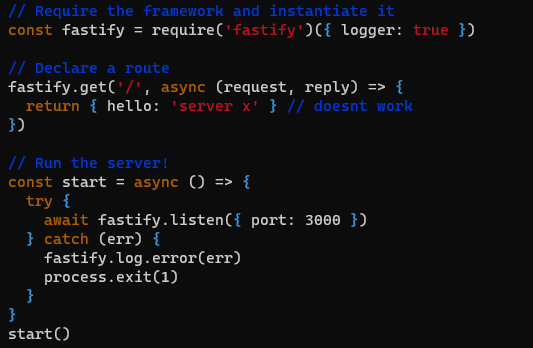 // Require the framework and instantiate it
const fastify = require('fastify')({ logger: true })

// Declare a route
fastify.get('/', async (request, reply) => {
  return { hello: 'server x' } // doesnt work
})

// Run the server!
const start = async () => {
  try {
    await fastify.listen({ port: 3000 })
  } catch (err) {
    fastify.log.error(err)
    process.exit(1)
  }
}
start()